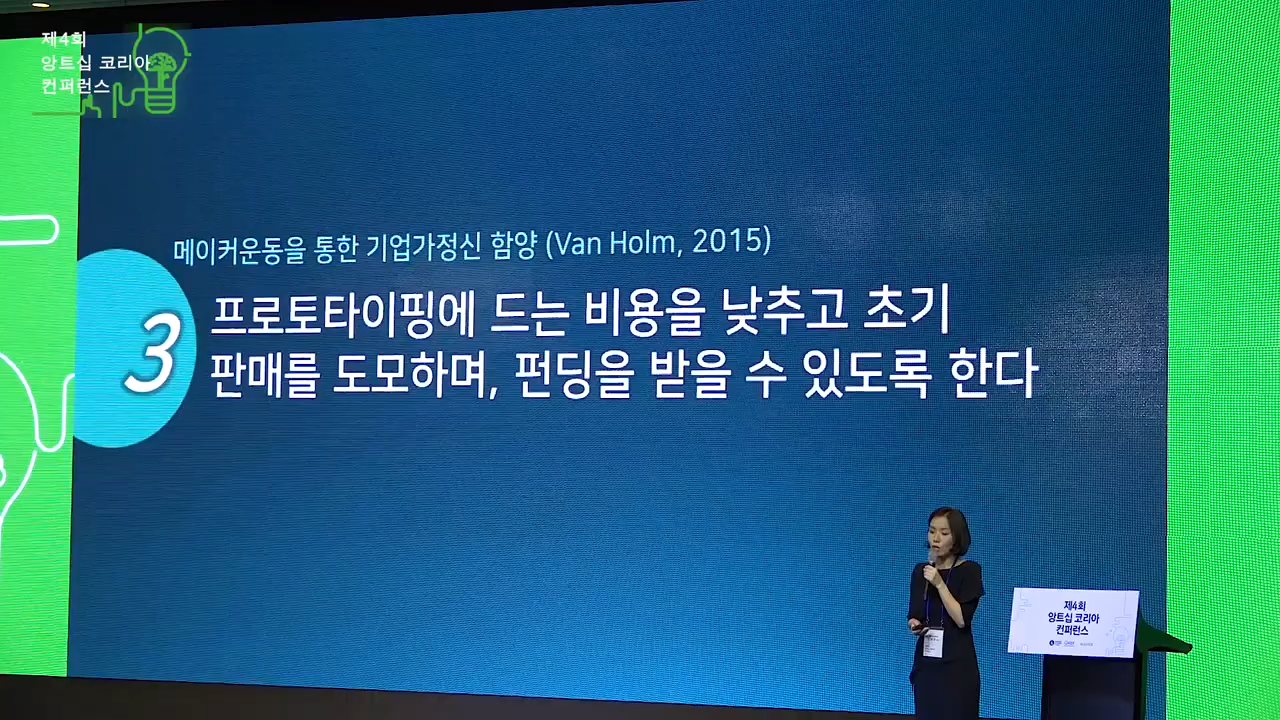 제4회
앙트십 코리아
컨퍼런스
메이커운동을 통한 기업가정신 함양 (Van Holm, 2015)
3
프로토타이핑에 드는 비용을 낮추고 초기
판매를 도모하며, 펀딩을 받을 수 있도록 한다
제4회
앙트십 코리아
컨퍼런스